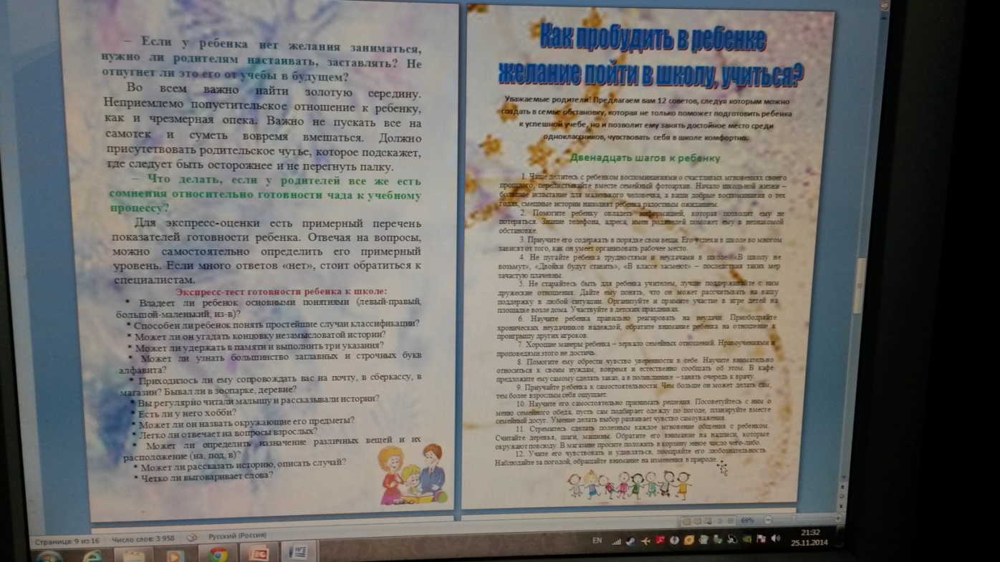 – Если у ребенка нет желания заниматься,
нужно ли родителям настаивать, заставлять? Не
отпугнет ли это его от учебы в будущем?
Во всем важно найти золотую середину.
Неприемлемо попустительское отношение к ребенку,
как и чрезмерная опека. Важно не пускать все на
самотек и суметь вовремя вмешаться. Должно
присутствовать родительское чутье, которое подскажет,
где следует быть осторожнее и не перегнуть палку.
– Что делать, если у родителей все же есть
сомнения относительно готовности чада к учебному
процессу?
Для экспресс-оценки есть примерный перечень
показателей готовности ребенка. Отвечая на вопросы,
можно самостоятельно определить его примерный
уровень. Если много ответов «нет», стоит обратиться к
специалистам.
Экспресс-тест готовности ребенка к школе:
* Владеет ли ребенок основными понятиями (левый-правый,
большой-маленький, из-в)?
* Способен ли ребенок понять простейшие случаи классификации?
* Может ли он угадать концовку незамысловатой истории?
* Может ли удержать в памяти и выполнить три указания?
* Может ли узнать большинство заглавных и строчных букв
алфавита?
* Приходилось ли ему сопровождать вас на почту, в сберкассу, в
магазин? Бывал ли в зоопарке, деревне?
* Вы регулярно читали малышу и рассказывали истории?
* Есть ли у него хобби?
* Может ли он назвать окружающие его предметы?
* Легко ли отвечает на вопросы взрослых?
* Может ли определить назначение различных вещей и их
расположение (на, под, в)?
* Может ли рассказать историю, описать случай?
* Четко ли выговаривает слова?
Как пробудить в ребенке
желание пойти в школу, учиться?
Уважаемые родители! Предлагаем вам 12 советов, следуя которым можно
создать в семье обстановку, которая не только поможет подготовить ребенка
к успешной учебе, но и позволит ему занять достойное место среди
одноклассников, чувствовать себя в школе комфортно.
Двенадцать шагов к ребенку
1. Чаще делитесь с ребенком воспоминаниями о счастливых мгновениях своего
прошлого, перелистывайте вместе семейный фотоархив. Начало школьной жизни –
большое испытание для маленького человечка, а ваши добрые воспоминания о тех
годах, смешные истории наполнят ребенка радостным ожиданием.
2. Помогите ребенку овладеть информацией, которая позволит ему не
потеряться. Знание телефона, адреса, имен родителей поможет ему в незнакомой
обстановке.
3. Приучите его содержать в порядке свои вещи. Его успехи в школе во многом
зависят от того, как он умеет организовать рабочее место.
4. Не пугайте ребенка трудностями и неудачами в школе. «В школу не
возьмут», «Двойки будут ставить», «В классе засмеют» – последствия таких мер
зачастую плачевны.
5. Не старайтесь быть для ребенка учителем, лучше поддерживайте с ним
дружеские отношения. Дайте ему понять, что он может рассчитывать на вашу
поддержку в любой ситуации. Организуйте и примите участие в игре детей на
площадке возле дома. Участвуйте в детских праздниках.
6. Научите ребенка правильно реагировать на неудачи. Приободряйте
хронических неудачников надеждой, обратите внимание ребенка на отношение к
проигрышу других игроков.
7. Хорошие манеры ребенка – зеркало семейных отношений. Нравоучениями и
проповедями этого не достичь.
8. Помогите ему обрести чувство уверенности в себе. Научите внимательно
относиться к своим нуждам, вовремя и естественно сообщать об этом. В кафе
предложите ему самому сделать заказ, а в поликлинике – занять очередь к врачу.
9. Приучайте ребенка к самостоятельности. Чем больше он может делать сам,
тем более взрослым себя ощущает.
10. Научите его самостоятельно принимать решения. Посоветуйтесь с ним о
меню семейного обеда, пусть сам подбирает одежду по погоде, планируйте вместе
семейный досуг. Умение делать выбор развивает чувство самоуважения.
11. Стремитесь сделать полезным каждое мгновение общения с ребенком.
Считайте деревья, шаги, машины. Обратите его внимание на надписи, которые
окружают повсюду. В магазине просите положить в корзину энное число чего-либо.
12. Учите его чувствовать и удивляться, поощряйте его любознательность.
Наблюдайте за погодой, обращайте внимание на изменения в природе.
69%
Страница: 9 из 16 Число слов: 3 958 Русский (Россия)
EN
21:32
25.11.2014